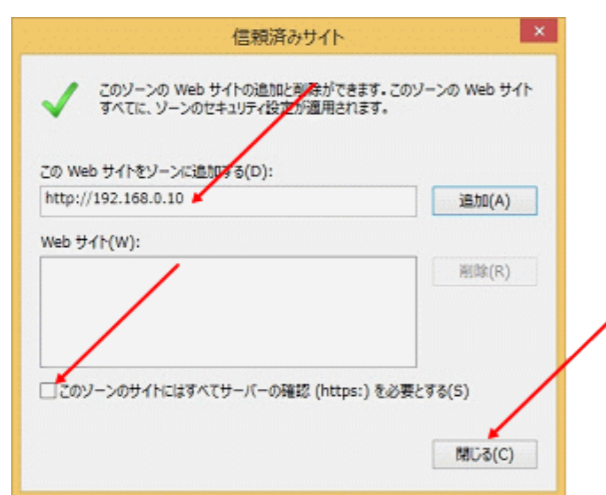 信頼済みサイト
このゾーンの Web サイトの追加と削除ができます。このゾーンの Web サイト
すべてに、ゾーンのセキュリティ設定が適用されます。
この Web サイトをゾーンに追加する(D):
http://192.168.0.10
追加(A)
Web サイト(W):
削除(R)
このゾーンのサイトにはすべてサーバーの確認 (https:) を必要とする(S)
閉じる(C)